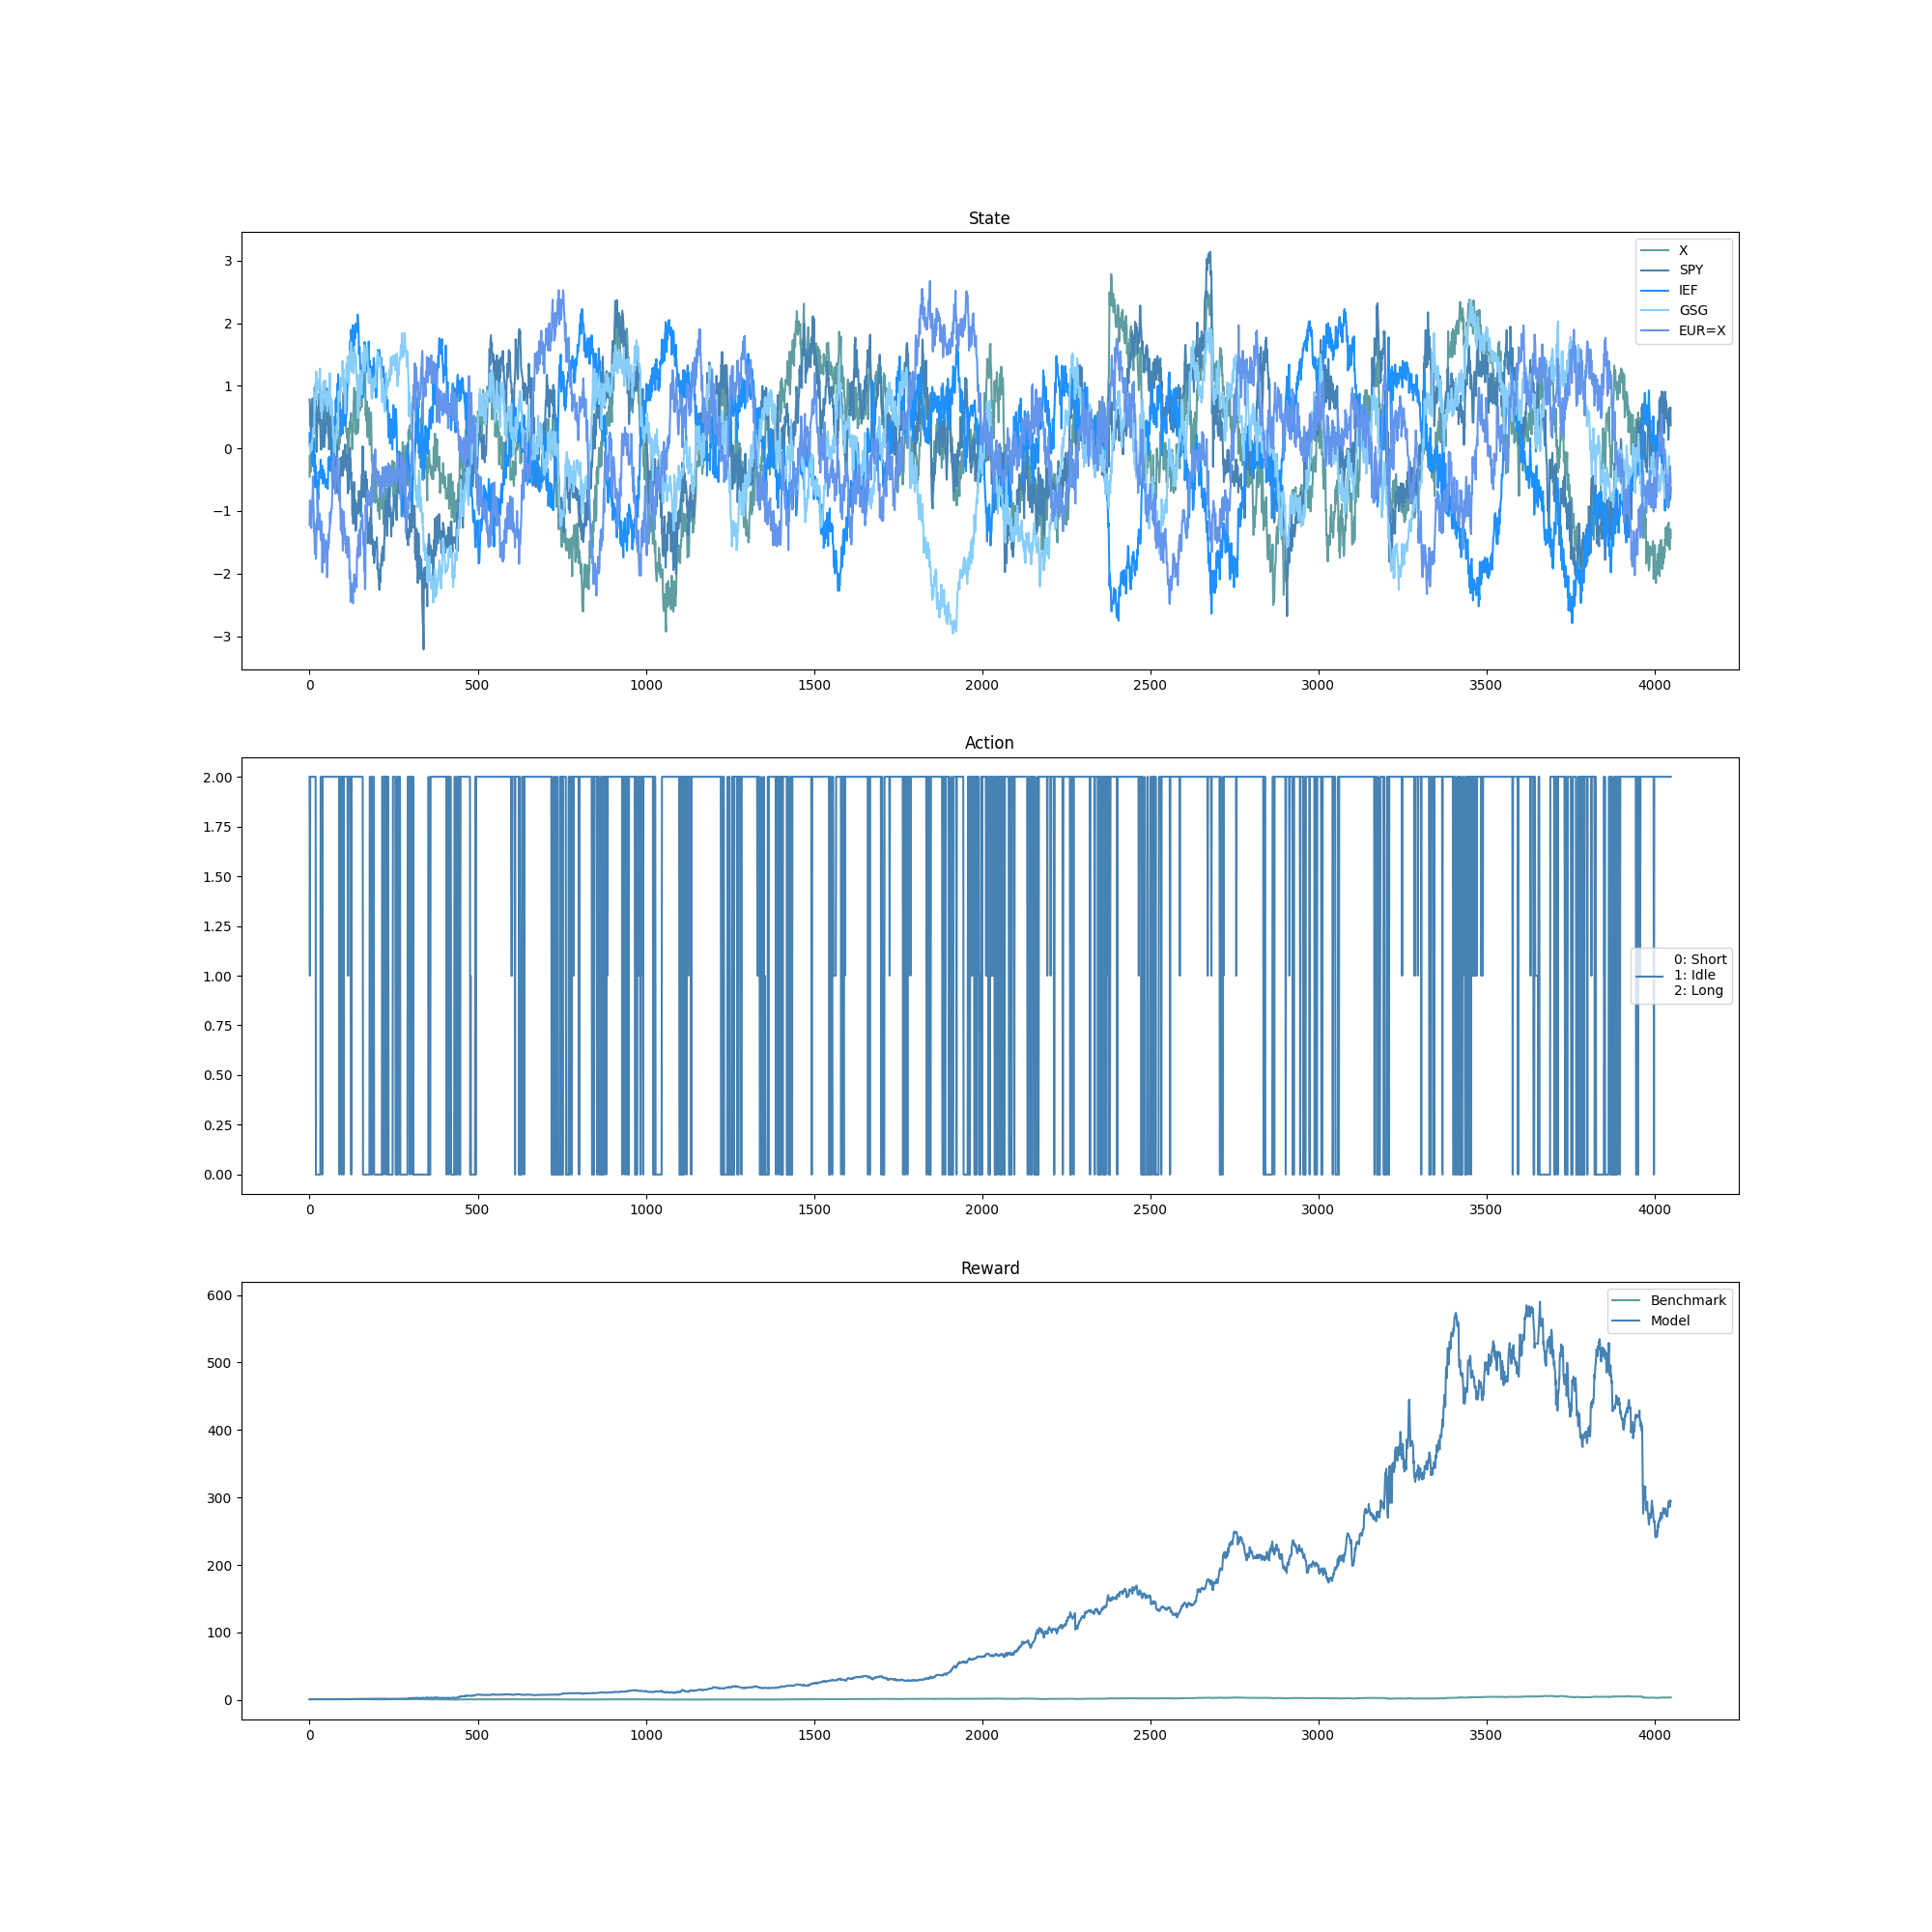 State
3
2
1
0
−1
−2
−3
X
SPY
IEF
GSG
EUR=X
0 500 1000 1500 2000 2500 3000 3500 4000
Action
2.00
1.75
1.50
1.25
1.00
0.75
0.50
0.25
0.00
0: Short
1: Idle
2: Long
0 500 1000 1500 2000 2500 3000 3500 4000
Reward
600
500
400
300
200
100
0
Benchmark
Model
0 500 1000 1500 2000 2500 3000 3500 4000